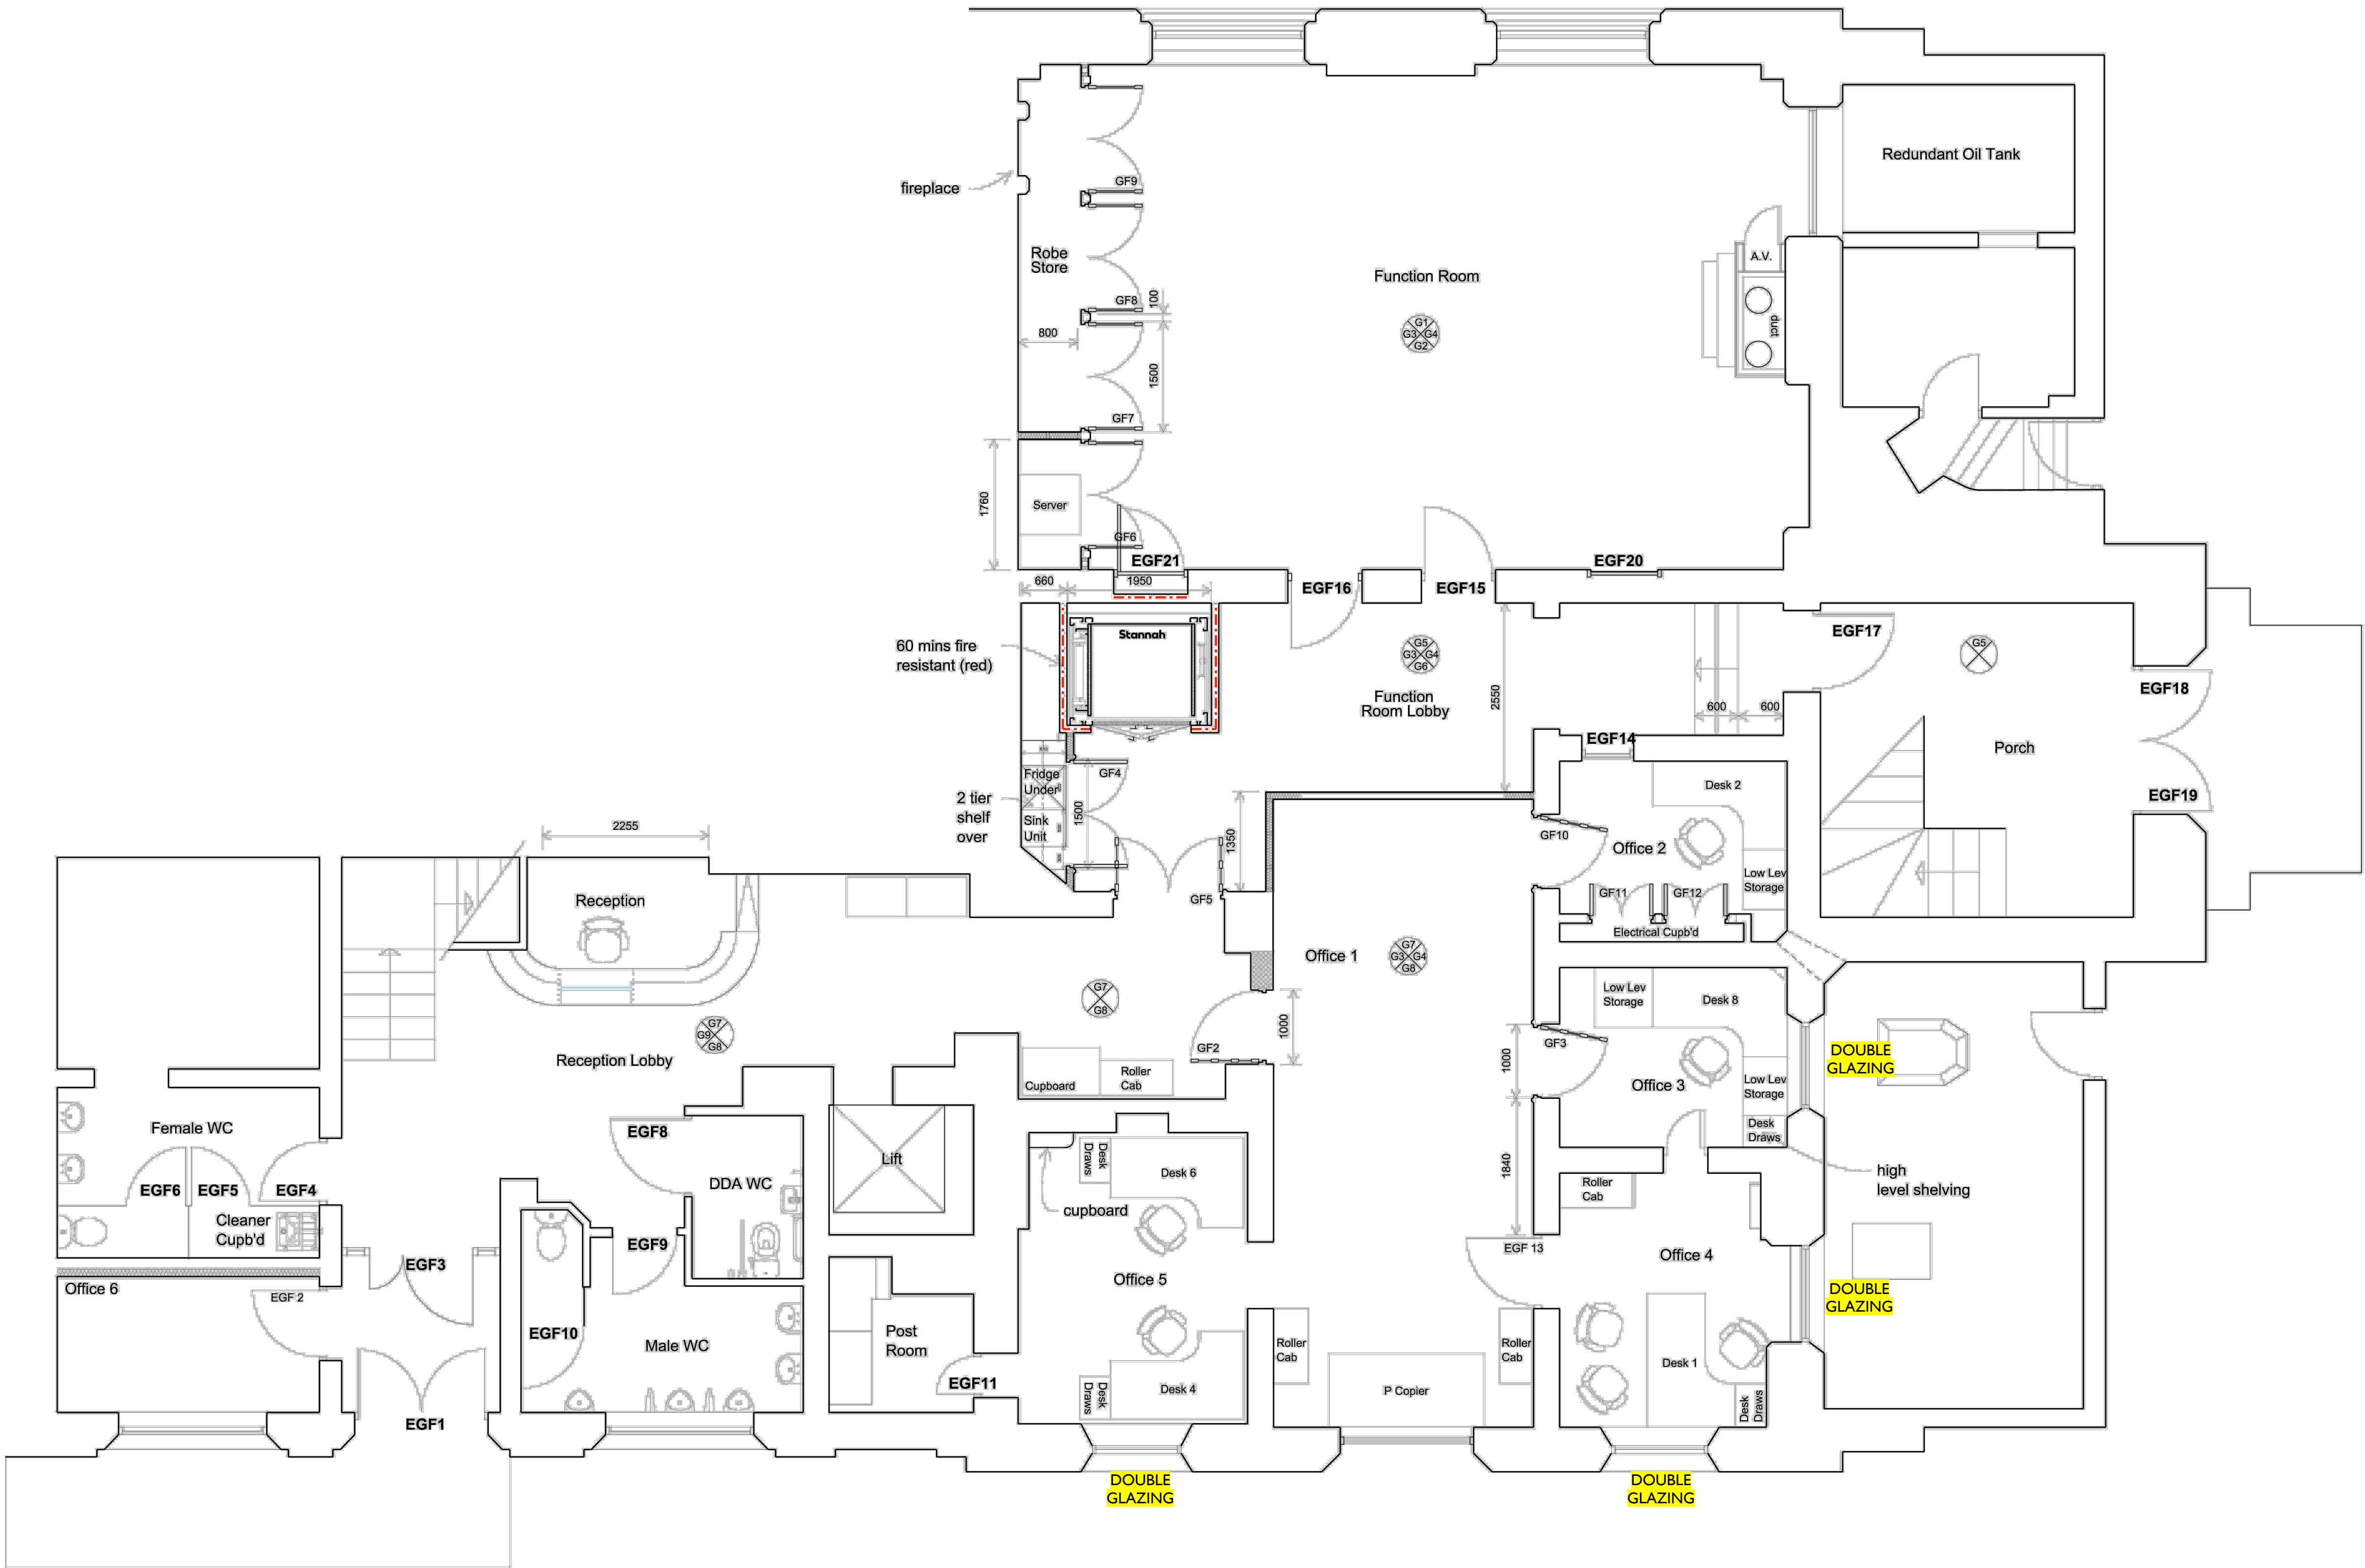 Redundant Oil Tank
fireplace
GF9
Robe
Store
A.V.
Function Room
GF8
100
800
G1
G3
G4
G2
duct
1500
GF7
1760
Server
GF6
EGF21
EGF20
660
1950
EGF16
EGF15
60 mins fire
resistant (red)
Stannah
G5
G3
G4
G6
Function
Room Lobby
2550
EGF17
G5
EGF18
600
600
EGF14
Porch
2 tier
shelf
over
Fridge
Under
Sink
Unit
GF4
1500
Desk 2
EGF19
2255
1350
GF10
Office 2
Low Lev
Storage
Reception
GF5
GF11
GF12
Electrical Cupb'd
Office 1
G7
G3
G4
G8
G7
G8
Low Lev
Storage
Desk 8
G7
G9
G8
1000
Reception Lobby
GF2
GF3
1000
DOUBLE
GLAZING
Cupboard
Roller
Cab
Office 3
Low Lev
Storage
Female WC
EGF8
Desk
Draws
Lift
Desk
Draws
Desk 6
1840
high
level shelving
EGF6
EGF5
EGF4
DDA WC
Roller
Cab
cupboard
Cleaner
Cupb'd
EGF9
EGF 13
Office 4
EGF3
Office 5
Office 6
EGF 2
DOUBLE
GLAZING
EGF10
Male WC
Post
Room
Roller
Cab
Roller
Cab
Desk 1
EGF11
Desk
Draws
Desk 4
P Copier
Desk
Draws
EGF1
DOUBLE
GLAZING
DOUBLE
GLAZING